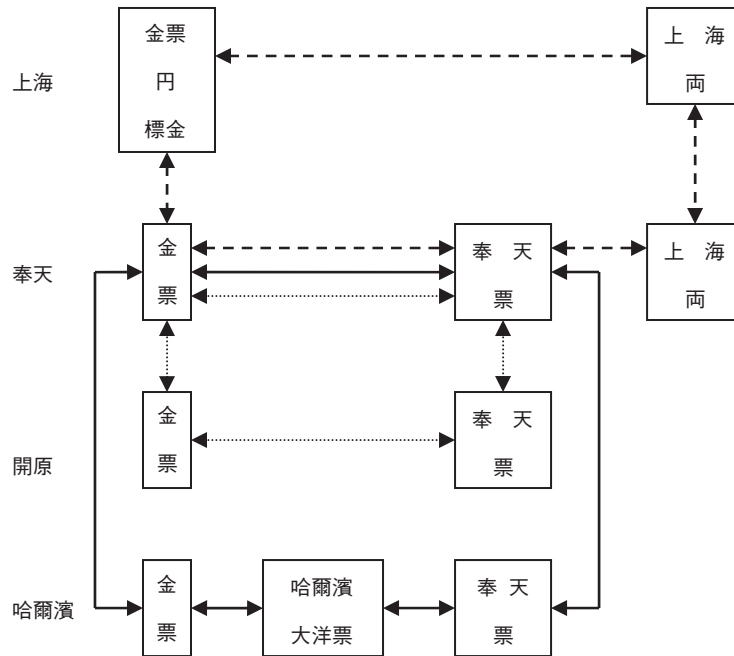 金票
円
標金
上　海
両
上海
金
票
奉　天
票
上　海
両
奉天
金
票
奉　天
票
開原
金
票
哈爾濱
大洋票
奉 天
票
哈爾濱